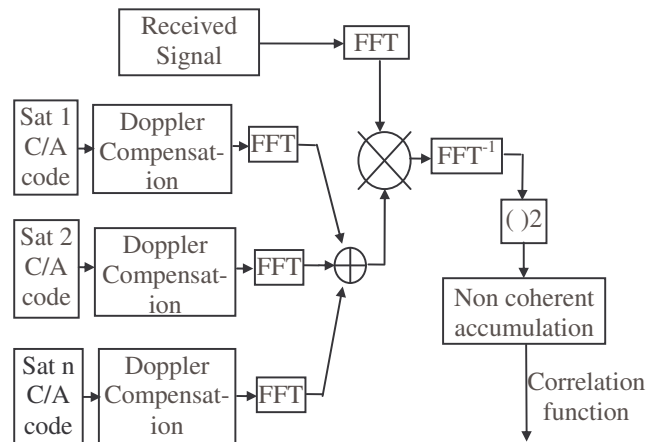 Received
Signal
FFT
Sat 1
C/A
code
Doppler
Compensat-
ion
FFT
FFT-1
( )2
Sat 2
C/A
code
Doppler
Compensat-
ion
FFT
Non coherent
accumulation
Sat n
C/A
code
Doppler
Compensat-
ion
FFT
Correlation
function